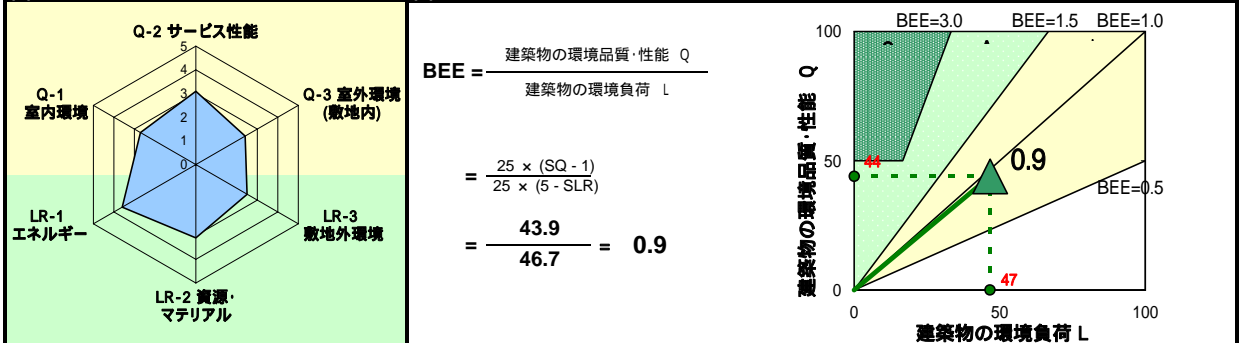 Q-2 サービス性能
5
4
3
2
1
0
Q-1
室内環境
Q-3 室外環境
(敷地内)
LR-1
エネルギー
LR-3
敷地外環境
LR-2 資源･
マテリアル
BEE = 建築物の環境品質･性能 Q
建築物の環境負荷 L
= 25 × (SQ - 1)
25 × (5 - SLR)
= 43.9
46.7
= 0.9
BEE=3.0 BEE=1.5 BEE=1.0
100
50
0
建築物の環境品質･性能 Q
44
0.9
BEE=0.5
47
0 50 100
建築物の環境負荷 L